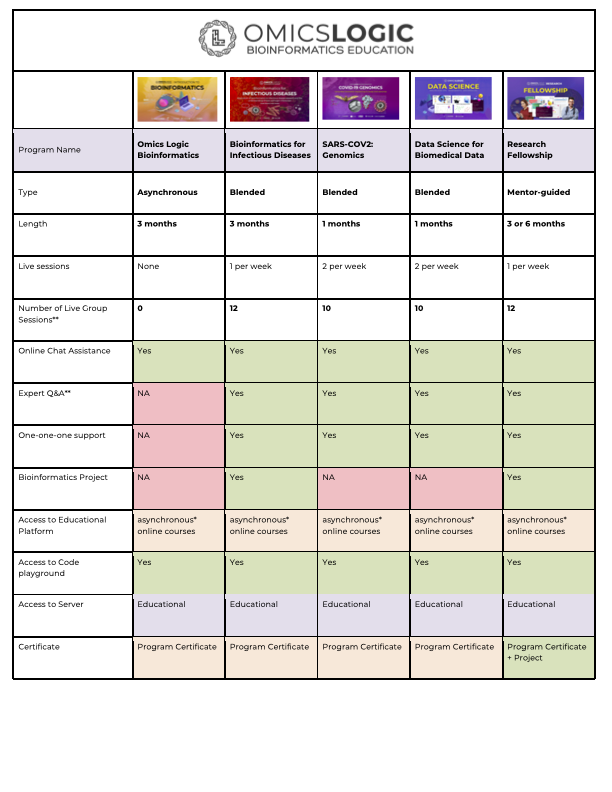 OMICSLOGIC
BIOINFORMATICS EDUCATION
BIOINFORMATICS
INFECTIOUS DISEASES
COVID-19 GENOMICS
DATA SCIENCE
FELLOWSHIP
Program Name
Omics Logic
Bioinformatics
Bioinformatics for
Infectious Diseases
SARS-COV2:
Genomics
Data Science for
Biomedical Data
Research
Fellowship
Type
Asynchronous
Blended
Blended
Blended
Mentor-guided
Length
3 months
3 months
1 months
1 months
3 or 6 months
Live sessions
None
1 per week
2 per week
2 per week
1 per week
Number of Live Group
Sessions**
0
12
10
10
12
Online Chat Assistance
Yes
Yes
Yes
Yes
Yes
Expert Q&A**
NA
Yes
Yes
Yes
Yes
One-one-one support
NA
Yes
Yes
Yes
Yes
Bioinformatics Project
NA
Yes
NA
NA
Yes
Access to Educational
Platform
asynchronous*
online courses
asynchronous*
online courses
asynchronous*
online courses
asynchronous*
online courses
asynchronous*
online courses
Access to Code
playground
Yes
Yes
Yes
Yes
Yes
Access to Server
Educational
Educational
Educational
Educational
Educational
Certificate
Program Certificate
Program Certificate
Program Certificate
Program Certificate
Program Certificate
+ Project